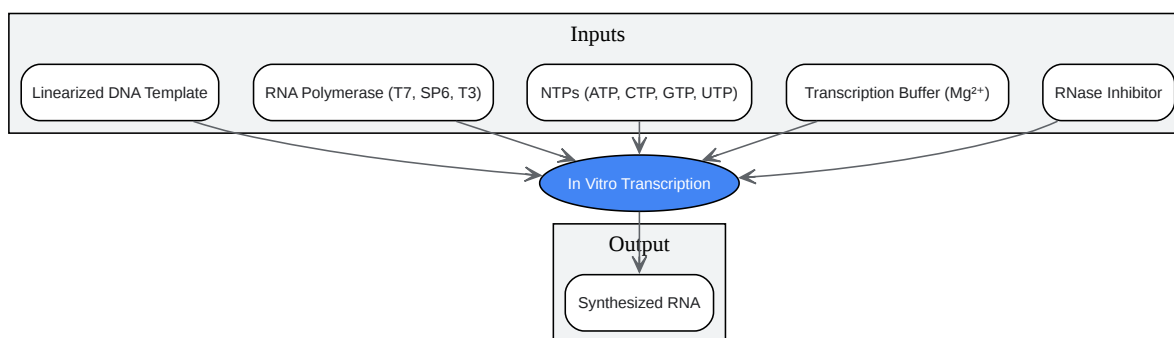 Inputs
Linearized DNA Template
RNA Polymerase (T7, SP6, T3)
NTPs (ATP, CTP, GTP, UTP)
Transcription Buffer (Mg²⁺)
RNase Inhibitor
In Vitro Transcription
Output
Synthesized RNA